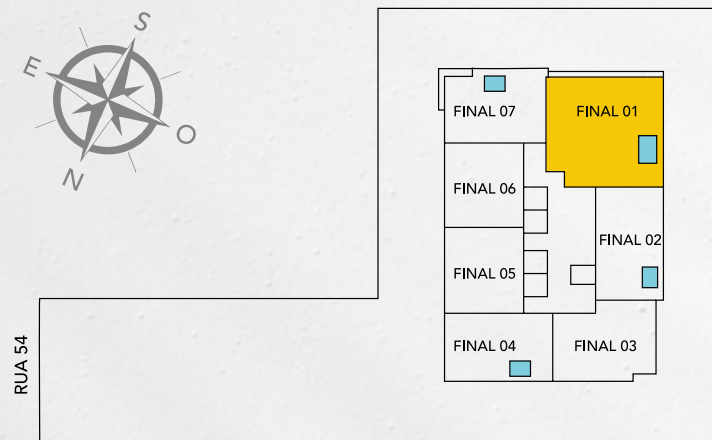 S
E
O
N
FINAL 07
FINAL 01
FINAL 06
FINAL 02
FINAL 05
FINAL 04
FINAL 03
RUA 54